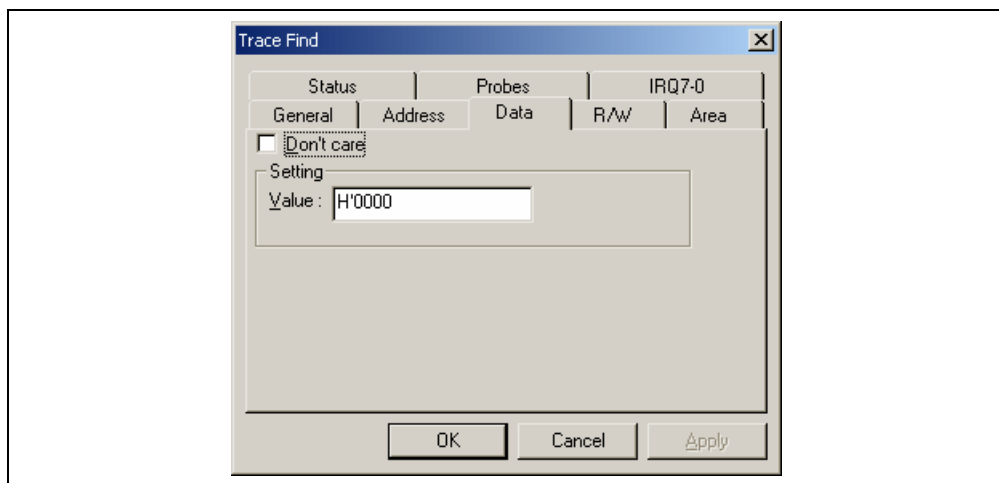 Trace Find
Status Probes IRQ7-0
General Address Data R/W Area
Don't care
Setting
Value : H'0000
OK Cancel Apply